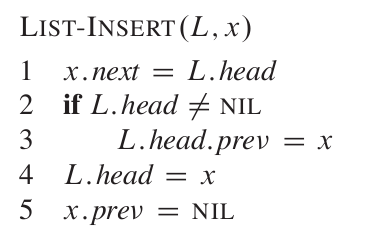 LIST-INSERT(L, x)
1 x.next = L.head
2 if L.head ≠ NIL
3 L.head.prev = x
4 L.head = x
5 x.prev = NIL